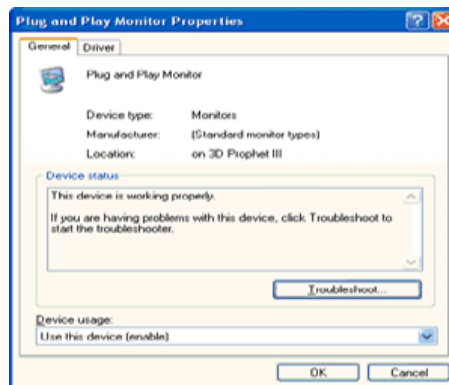 Plug and Play Monitor Properties
General Driver
Plug and Play Monitor
Device type: Monitors
Manufacturer: (Standard monitor types)
Location: on 3D Prophet III
Device status
This device is working properly.
If you are having problems with this device, click Troubleshoot to
start the troubleshooter.
Troubleshoot...
Device usage:
Use this device (enable)
OK Cancel